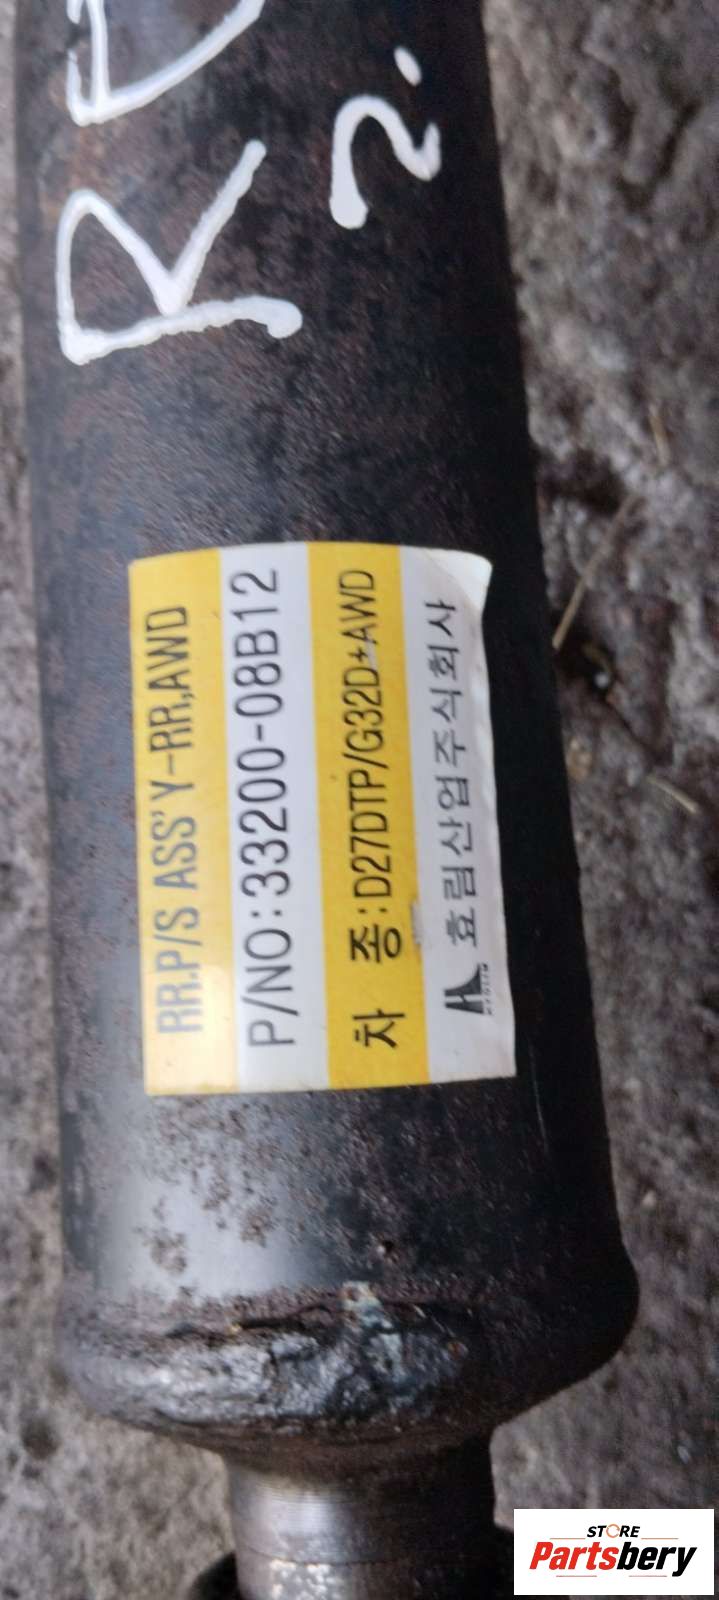 RR.P/S ASS'Y-RR,AWD
P/NO:33200-08B12
차 종:D27DTP/G32D+AWD
효림산업주식회사
R
2.
STORE
Partsbery